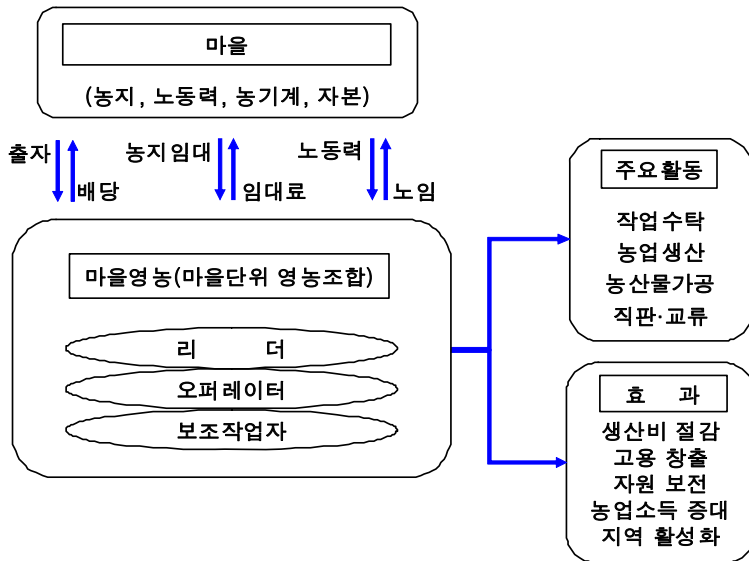 마을
(농지, 노동력, 농기계, 자본)
출자
배당
농지임대
임대료
노동력
노임
마을영농(마을단위 영농조합)
리 더
오퍼레이터
보조작업자
주요활동
작업수탁
농업생산
농산물가공
직판·교류
효 과
생산비 절감
고용 창출
자원 보전
농업소득 증대
지역 활성화